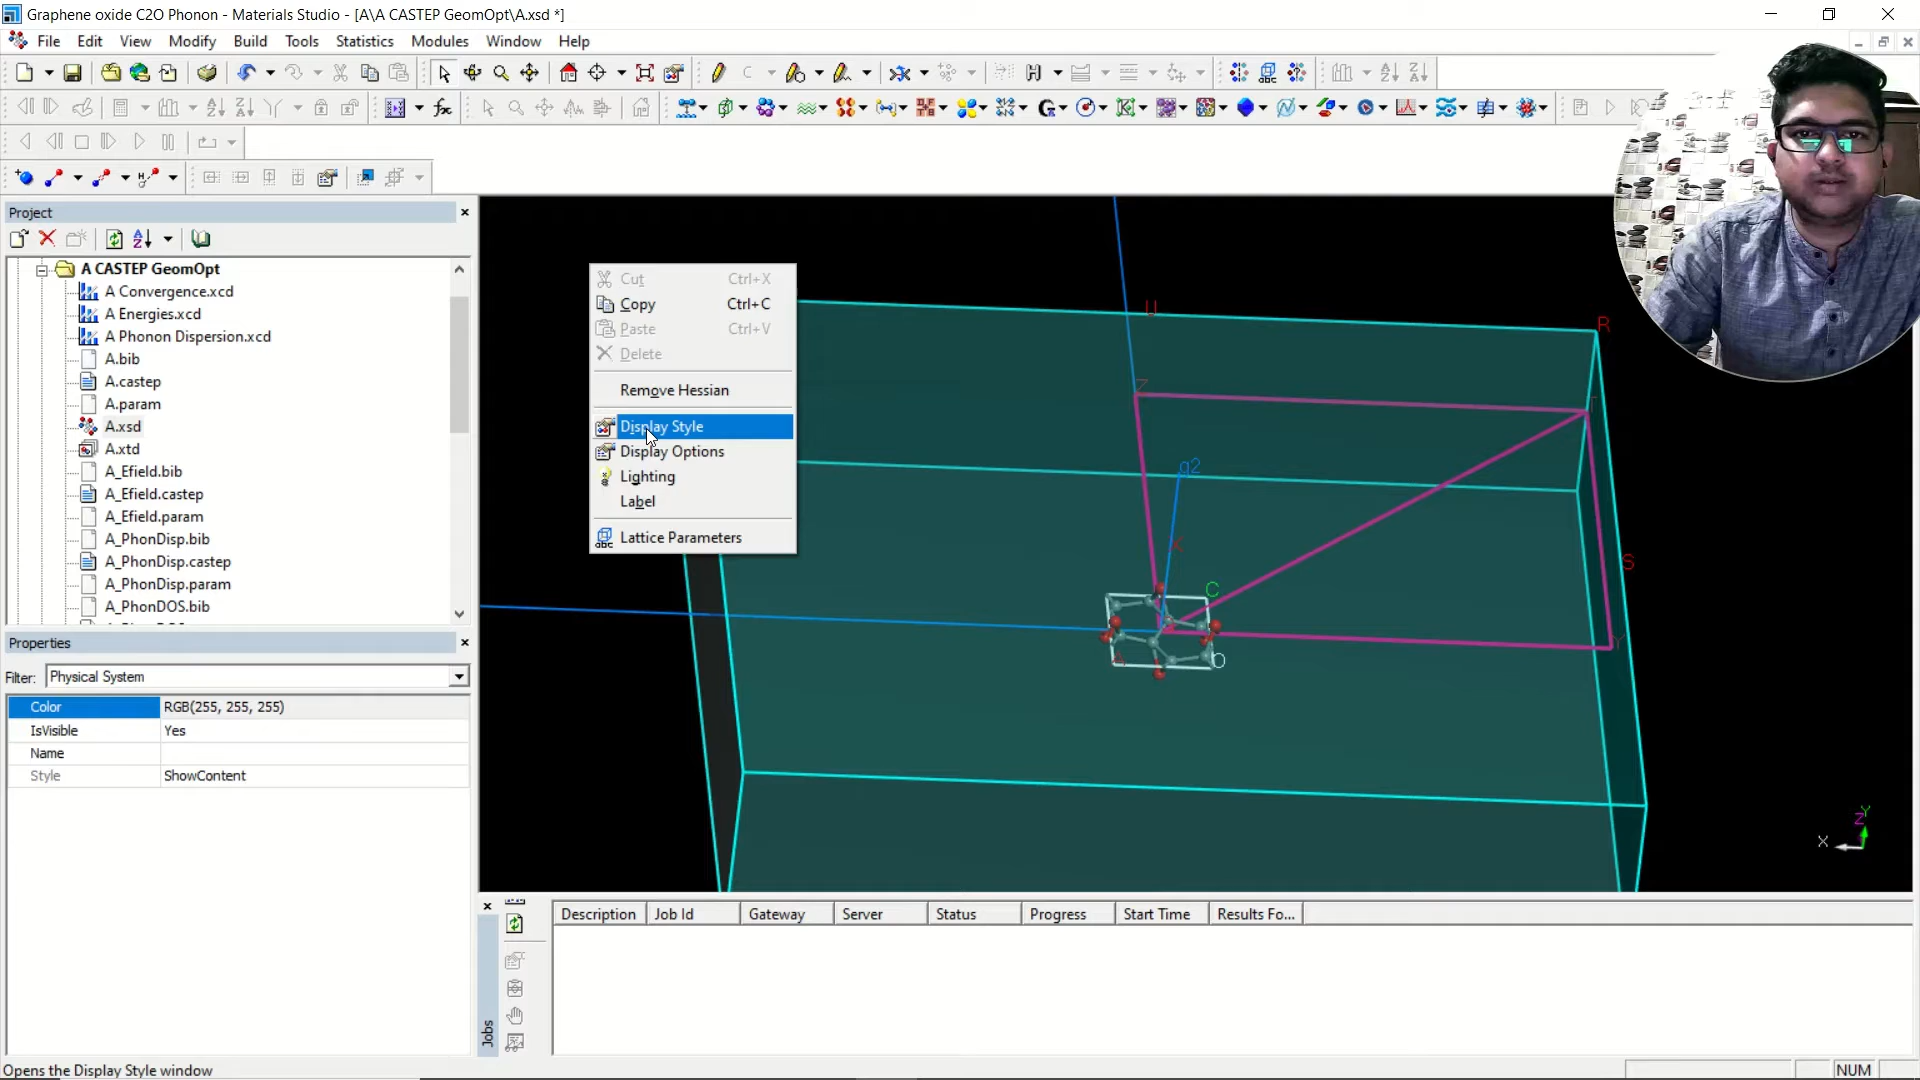 Graphene oxide C2O Phonon - Materials Studio - [A\A CASTEP GeomOpt\A.xsd *]
File Edit View Modify Build Tools Statistics Modules Window Help
Project
A CASTEP GeomOpt
A Convergence.xcd
A Energies.xcd
A Phonon Dispersion.xcd
A.bib
A.castep
A.param
A.xsd
A.xtd
A_Efield.bib
A_Efield.castep
A_Efield.param
A_PhonDisp.bib
A_PhonDisp.castep
A_PhonDisp.param
A_PhonDOS.bib
Properties
Filter: Physical System
Color RGB(255, 255, 255)
IsVisible Yes
Name
Style ShowContent
Cut Ctrl+X
Copy Ctrl+C
Paste Ctrl+V
Delete
Remove Hessian
Display Style
Display Options
Lighting
Label
Lattice Parameters
U
R
Z
g2
X
S
C
A
O
Y
Z
X
Description Job Id Gateway Server Status Progress Start Time Results Fo...
Jobs
Opens the Display Style window
NUM